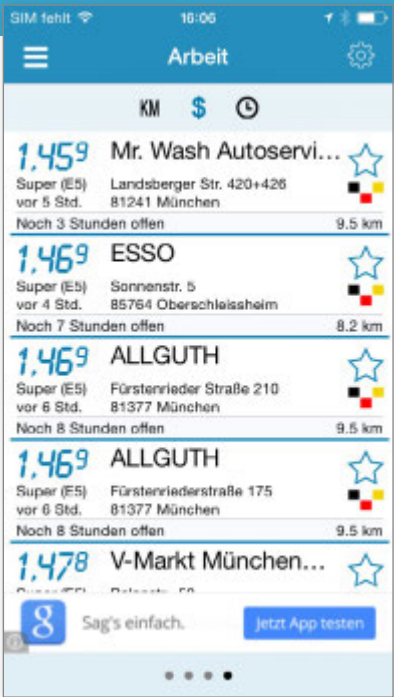 SIM fehlt 16:06
Arbeit
KM $
1,459 Mr. Wash Autoservi...
Super (E5) Landsberger Str. 420+426
vor 5 Std. 81241 München
Noch 3 Stunden offen 9.5 km
1,469 ESSO
Super (E5) Sonnenstr. 5
vor 4 Std. 85764 Oberschleissheim
Noch 7 Stunden offen 8.2 km
1,469 ALLGUTH
Super (E5) Fürstenrieder Straße 210
vor 6 Std. 81377 München
Noch 8 Stunden offen 9.5 km
1,469 ALLGUTH
Super (E5) Fürstenriederstraße 175
vor 6 Std. 81377 München
Noch 8 Stunden offen 9.5 km
1,478 V-Markt München...
8 Sag's einfach. Jetzt App testen